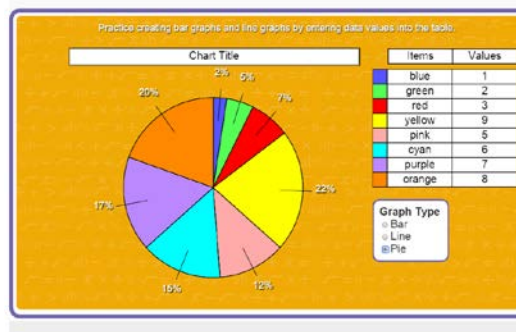 Practice creating bar graphs and line graphs by entering data values into the table.
Chart Title
Items Values
blue 1
green 2
red 3
yellow 9
pink 5
cyan 6
purple 7
orange 8
2%
5%
7%
22%
12%
15%
17%
20%
Graph Type
Bar
Line
Pie